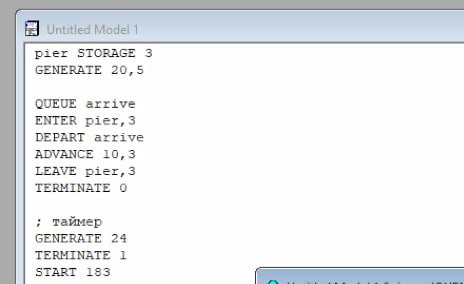 Untitled Model 1
pier STORAGE 3
GENERATE 20,5
QUEUE arrive
ENTER pier,3
DEPART arrive
ADVANCE 10,3
LEAVE pier,3
TERMINATE 0
; таймер
GENERATE 24
TERMINATE 1
START 183